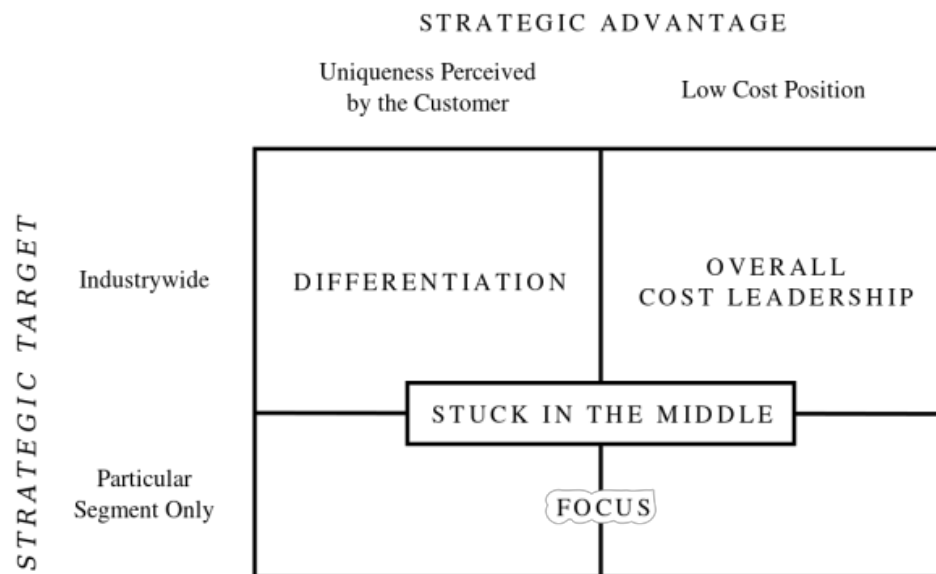 STRATEGIC ADVANTAGE
Uniqueness Perceived
by the Customer
Low Cost Position
STRATEGIC TARGET
Industrywide
DIFFERENTIATION
OVERALL
COST LEADERSHIP
STUCK IN THE MIDDLE
Particular
Segment Only
FOCUS